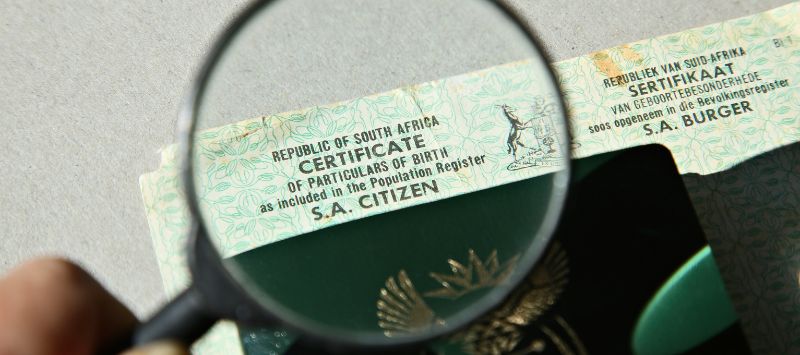 REPUBLIC OF SOUTH AFRICA
CERTIFICATE
OF PARTICULARS OF BIRTH
as included in the Population Register
S.A. CITIZEN
REPUBLIEK VAN SUID-AFRIKA
SERTIFIKAAT
VAN GEBOORTEBESONDERHEDE
soos opgeneem in die Bevolkingsregister
S.A. BURGER